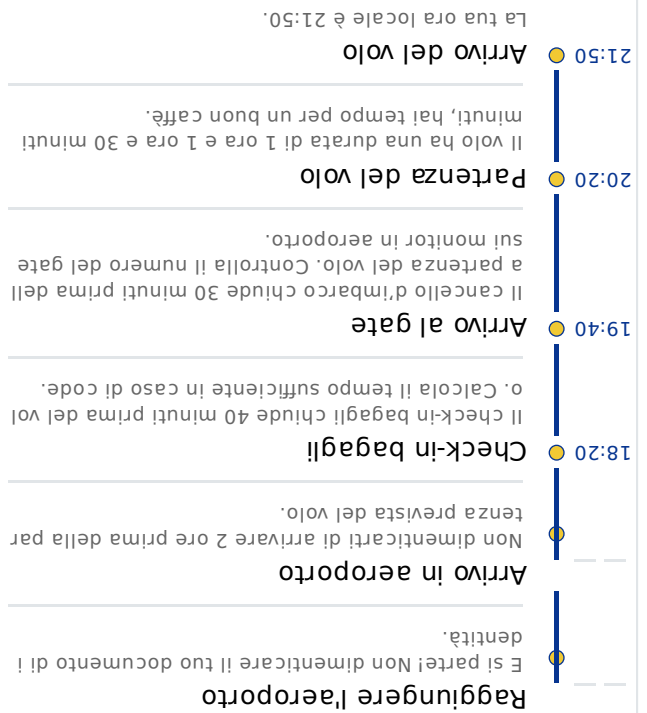 Raggiungere l'aeroporto
E si parte! Non dimenticare il tuo documento di i
dentità.
Arrivo in aeroporto
Non dimenticarti di arrivare 2 ore prima della par
tenza prevista del volo.
18:20
Check-in bagagli
Il check-in bagagli chiude 40 minuti prima del vol
o. Calcola il tempo sufficiente in caso di code.
19:40
Arrivo al gate
Il cancello d'imbarco chiude 30 minuti prima dell
a partenza del volo. Controlla il numero del gate
sui monitor in aeroporto.
20:20
Partenza del volo
Il volo ha una durata di 1 ora e 1 ora e 30 minuti
minuti, hai tempo per un buon caffè.
21:50
Arrivo del volo
La tua ora locale è 21:50.